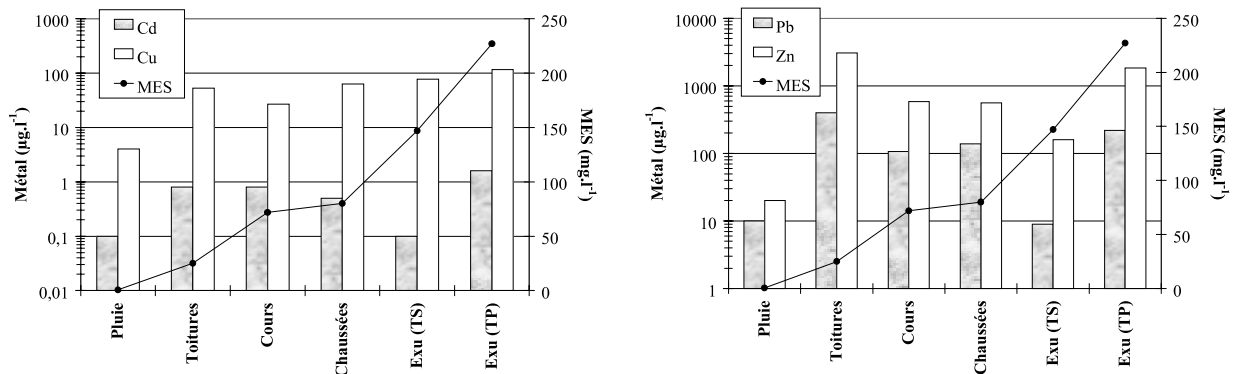 1000
100
10
1
0,1
0,01
Métal (µg.l-1)
Cd
Cu
MES
250
200
150
100
50
0
MES (mg.l-1)
Pluie
Toitures
Cours
Chaussées
Exu (TS)
Exu (TP)
10000
1000
100
10
1
Métal (µg.l-1)
Pb
Zn
MES
250
200
150
100
50
0
MES (mg.l-1)
Pluie
Toitures
Cours
Chaussées
Exu (TS)
Exu (TP)